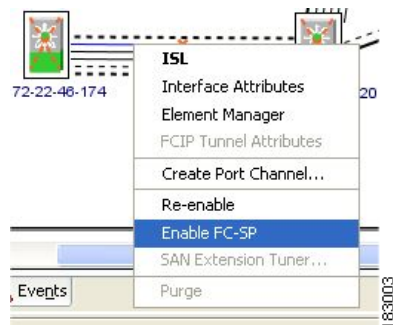 ISL
72-22-46-174
Interface Attributes
20
Element Manager
FCIP Tunnel Attributes
Create Port Channel...
Re-enable
Enable FC-SP
SAN Extension Tuner...
Events
Purge
183003